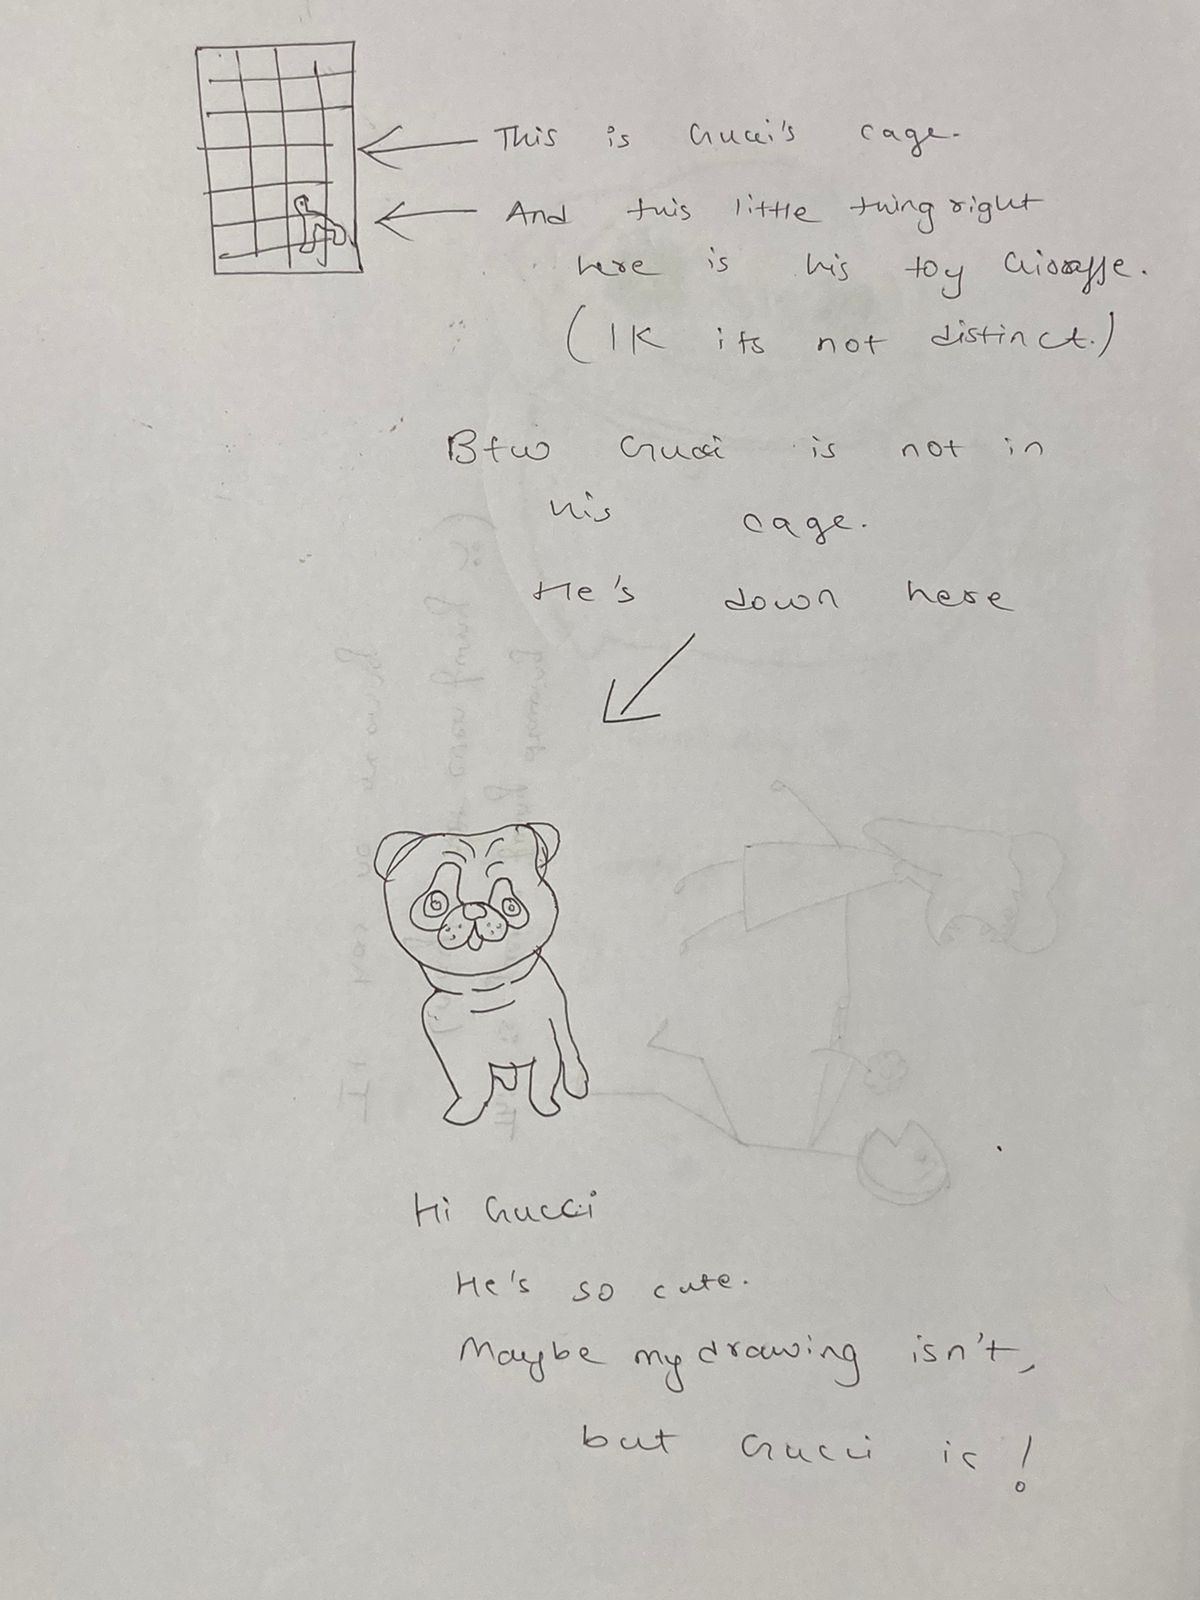 This is Gucci's cage.
And this little thing right
here is his toy Giraffe.
(IK its not distinct.)
Btw Gucci is not in
his cage.
He's down here
Hi Gucci
He's so cute.
Maybe my drawing isn't,
but Gucci is!